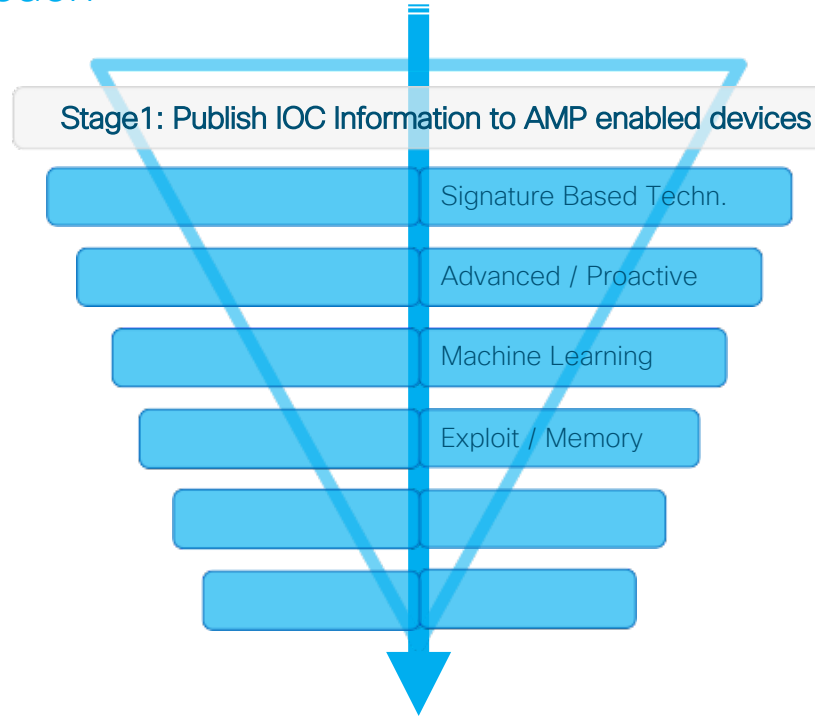 Stage1: Publish IOC Information to AMP enabled devices
Signature Based Techn.
Advanced / Proactive
Machine Learning
Exploit / Memory